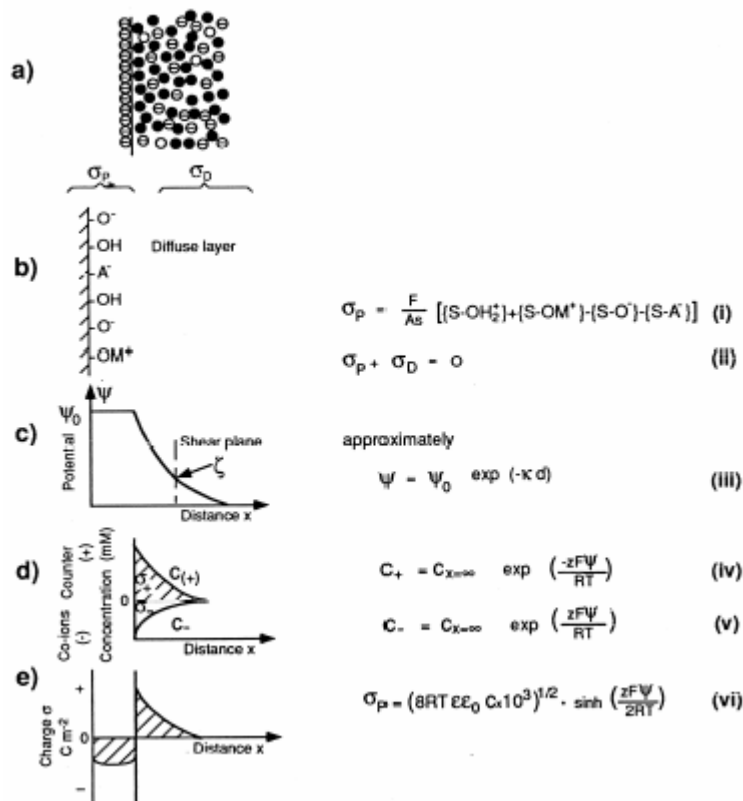 a)
σP σD
b)
O⁻
OH Diffuse layer
A⁻
OH
O⁻
OM⁺
σP = F/As [{S-OH₂⁺}+{S-OM⁺}-{S-O⁻}-{S-A⁻}] (i)
σP + σD = 0 (ii)
c)
Ψ
Ψ0
Potential
Shear plane
ζ
Distance x
approximately
Ψ = Ψ0 exp (-κ d) (iii)
d)
Co-ions Counter
(-) (+)
Concentration (mM)
0
σ+
σ-
C(+)
C-
Distance x
C+ = Cx=∞ exp (-zFΨ/RT) (iv)
C- = Cx=∞ exp (zFΨ/RT) (v)
e)
Charge σ
C m-2
+
0
–
Distance x
σP = (8RT εε0 Cx10³)^1/2 · sinh (zFΨ/2RT) (vi)